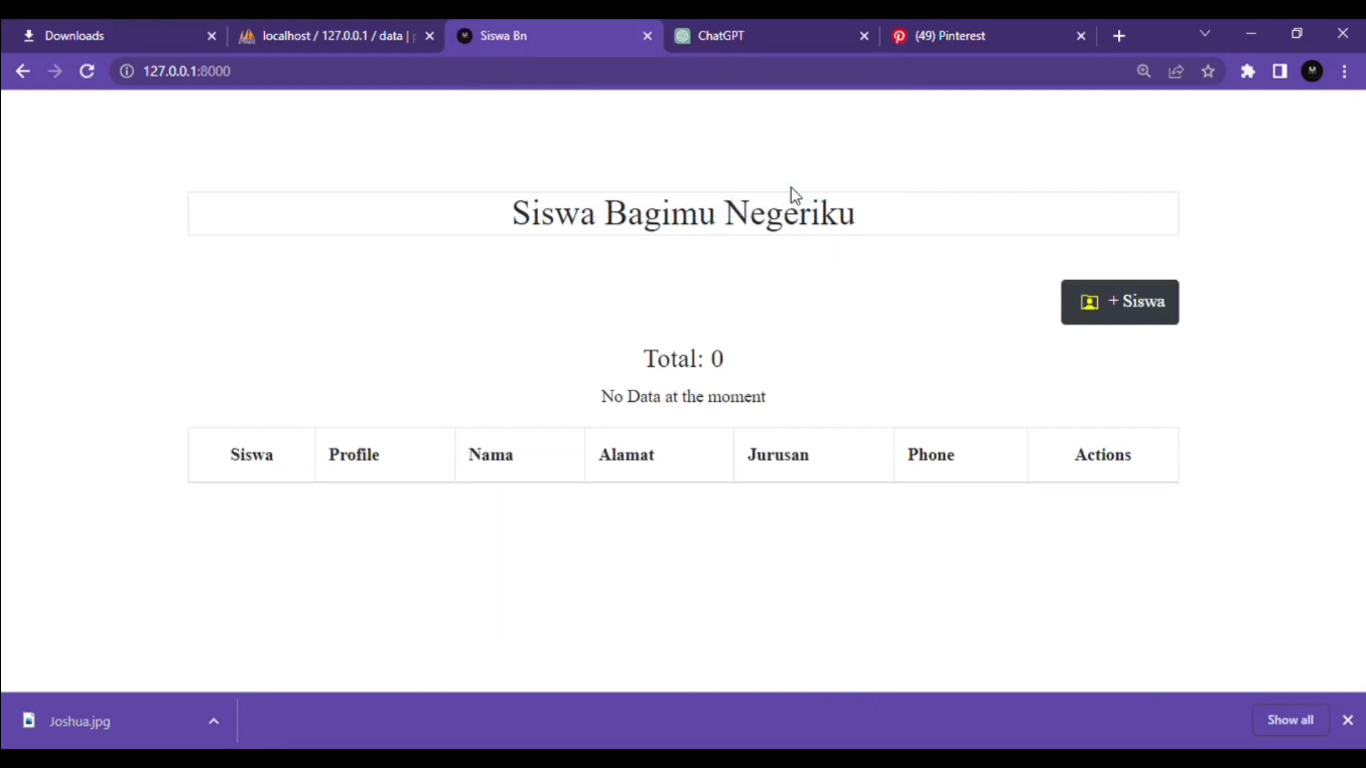 Downloads
localhost / 127.0.0.1 / data |
Siswa Bn
ChatGPT
(49) Pinterest
127.0.0.1:8000
Siswa Bagimu Negeriku
+ Siswa
Total: 0
No Data at the moment
Siswa Profile Nama Alamat Jurusan Phone Actions
Joshua.jpg
Show all